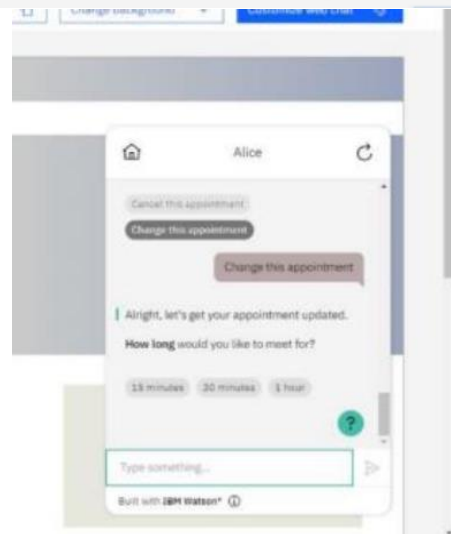 Change background
Customize web chat
Alice
Cancel this appointment
Change this appointment
Change this appointment
Alright, let's get your appointment updated.
How long would you like to meet for?
15 minutes 30 minutes 1 hour
?
Type something...
Built with IBM Watson®